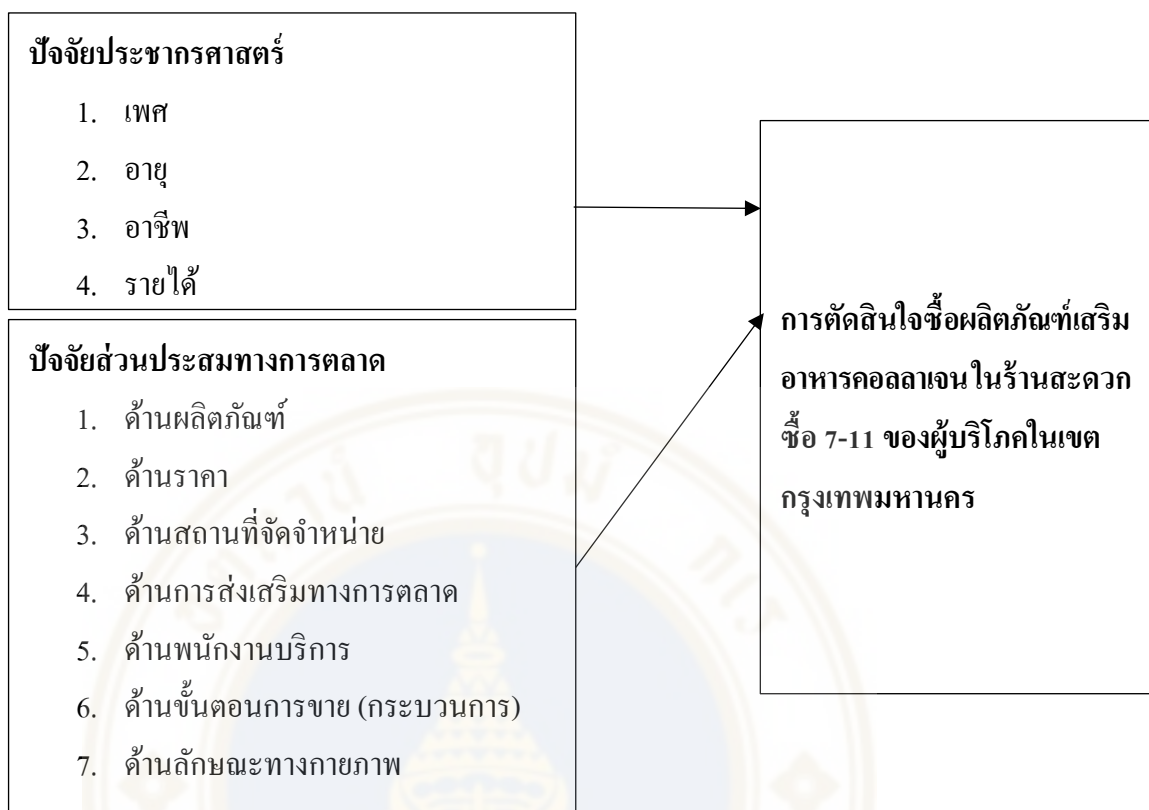 ปัจจัยประชากรศาสตร์
1. เพศ
2. อายุ
3. อาชีพ
4. รายได้
ปัจจัยส่วนประสมทางการตลาด
1. ด้านผลิตภัณฑ์
2. ด้านราคา
3. ด้านสถานที่จัดจำหน่าย
4. ด้านการส่งเสริมทางการตลาด
5. ด้านพนักงานบริการ
6. ด้านขั้นตอนการขาย (กระบวนการ)
7. ด้านลักษณะทางกายภาพ
การตัดสินใจซื้อผลิตภัณฑ์เสริม
อาหารคอลลาเจนในร้านสะดวก
ซื้อ 7-11 ของผู้บริโภคในเขต
กรุงเทพมหานคร